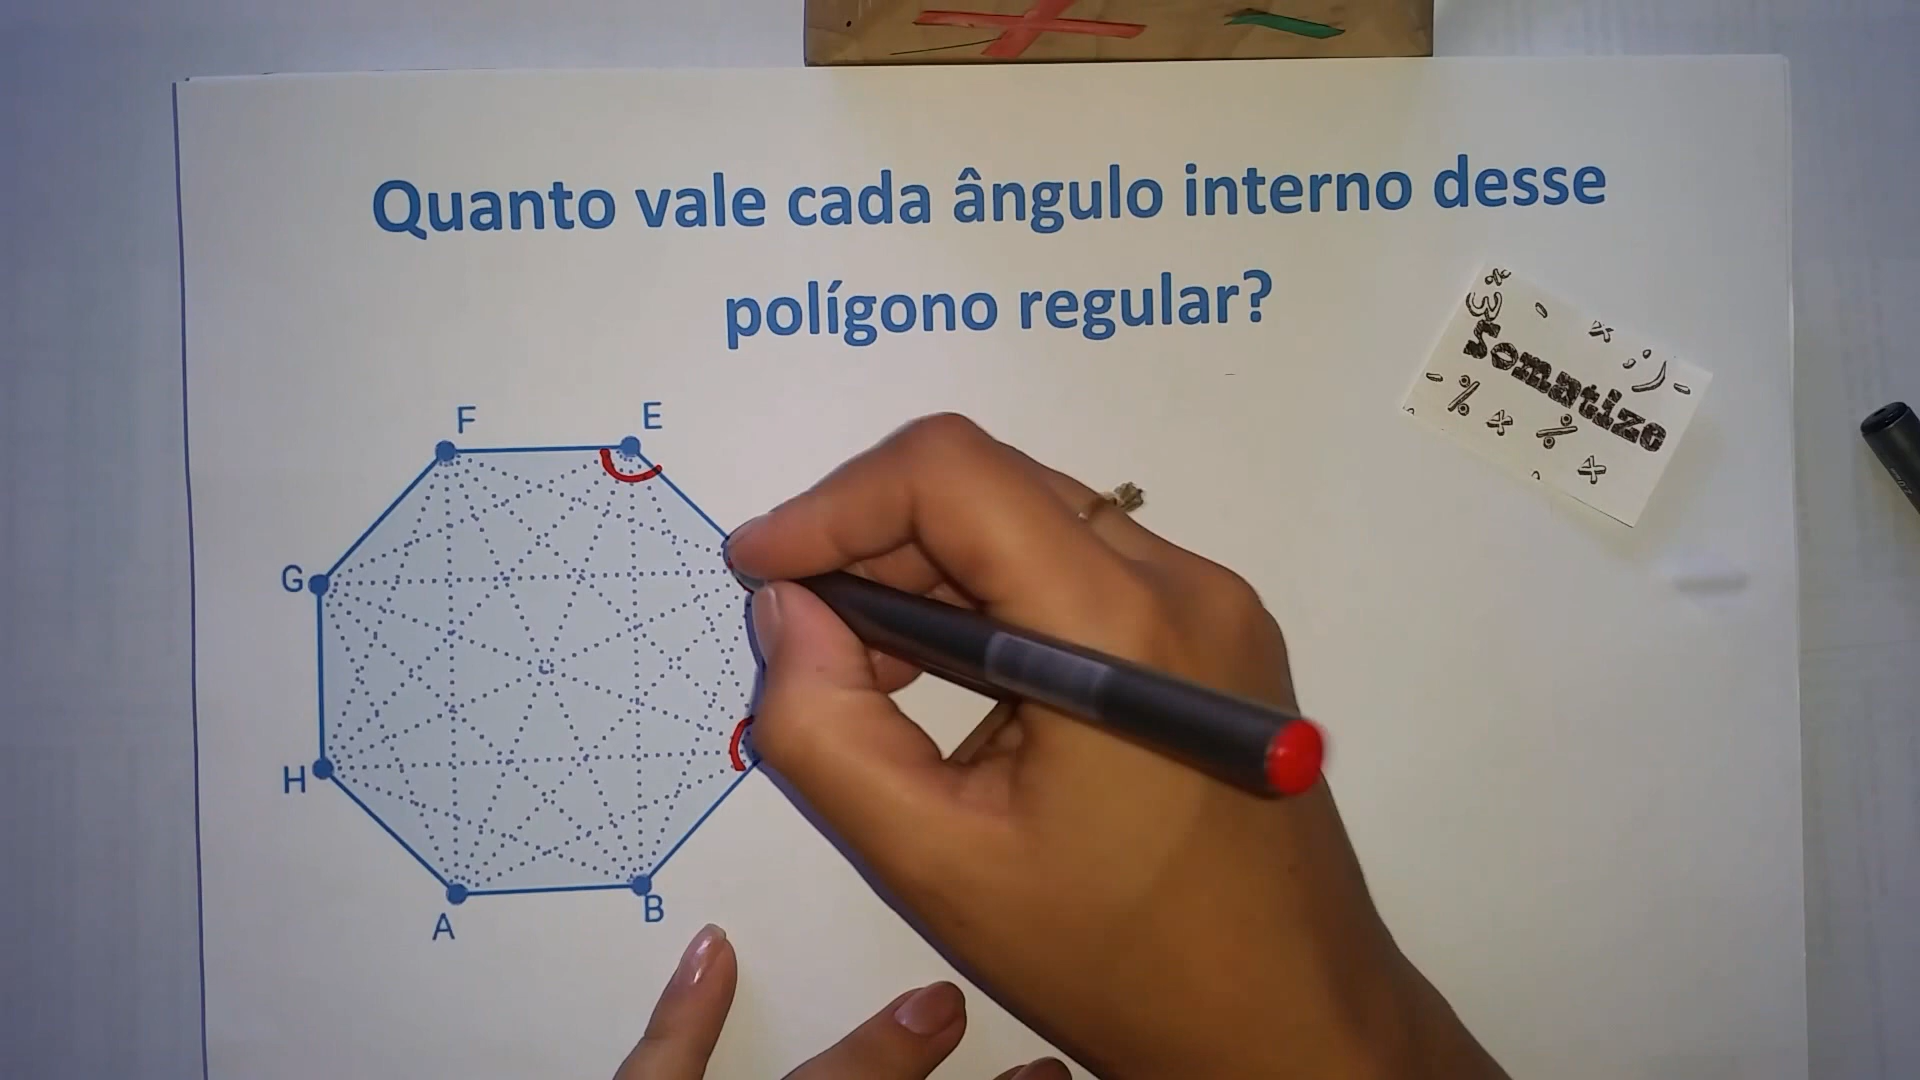 Quanto vale cada ângulo interno desse
polígono regular?
Somatize
F
E
G
H
A
B